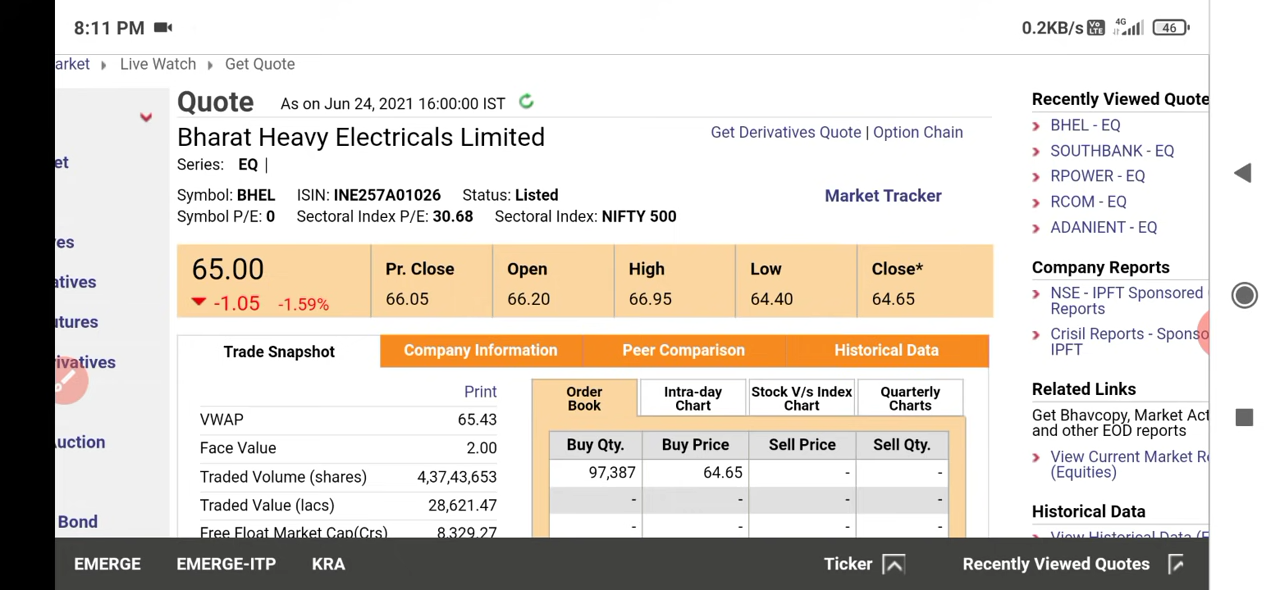 8:11 PM
0.2KB/s Vo LTE 4G 46
arket Live Watch Get Quote
Quote As on Jun 24, 2021 16:00:00 IST
Bharat Heavy Electricals Limited
Get Derivatives Quote | Option Chain
Series: EQ |
Symbol: BHEL ISIN: INE257A01026 Status: Listed
Market Tracker
Symbol P/E: 0 Sectoral Index P/E: 30.68 Sectoral Index: NIFTY 500
65.00
-1.05 -1.59%
Pr. Close Open High Low Close*
66.05 66.20 66.95 64.40 64.65
Trade Snapshot Company Information Peer Comparison Historical Data
Print
VWAP 65.43
Face Value 2.00
Traded Volume (shares) 4,37,43,653
Traded Value (lacs) 28,621.47
Free Float Market Cap(Crs) 8,329.27
Order Book
Intra-day Chart
Stock V/s Index Chart
Quarterly Charts
Buy Qty. Buy Price Sell Price Sell Qty.
97,387 64.65 - -
- - - -
- - - -
et
es
atives
utures
ivatives
uction
Bond
Recently Viewed Quote
BHEL - EQ
SOUTHBANK - EQ
RPOWER - EQ
RCOM - EQ
ADANIENT - EQ
Company Reports
NSE - IPFT Sponsored
Reports
Crisil Reports - Sponso
IPFT
Related Links
Get Bhavcopy, Market Act
and other EOD reports
View Current Market R
(Equities)
Historical Data
View Historical Data (E
EMERGE EMERGE-ITP KRA Ticker Recently Viewed Quotes